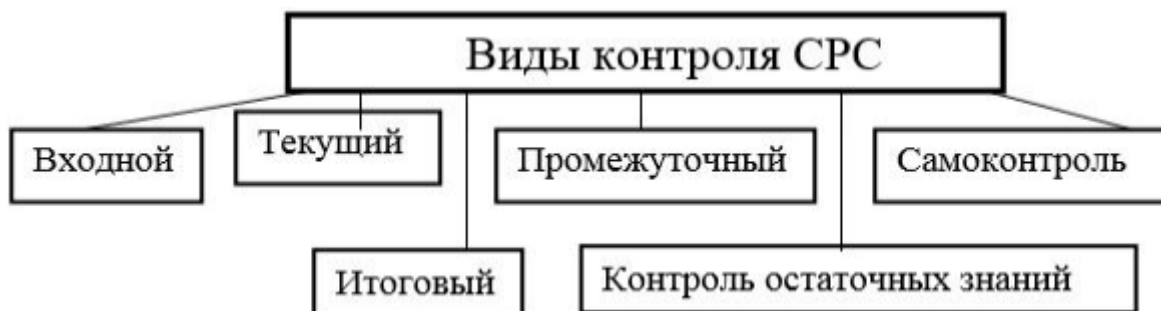 Виды контроля СРС
Входной
Текущий
Промежуточный
Самоконтроль
Итоговый
Контроль остаточных знаний